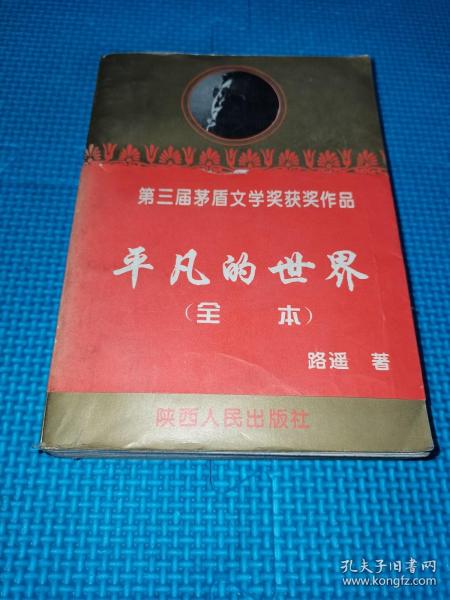 第三届茅盾文学奖获奖作品
平凡的世界
（全 本）
路遥 著
陕西人民出版社
孔夫子旧书网
www.kongfz.com